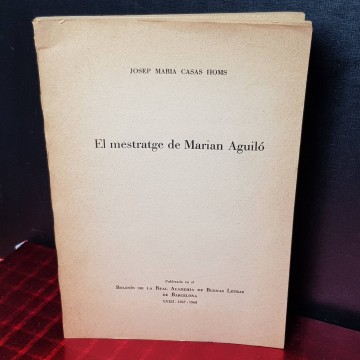 JOSEP MARIA CASAS HOMS
El mestratge de Marian Aguiló
Publicado en el
BOLETÍN DE LA REAL ACADEMIA DE BUENAS LETRAS
DE BARCELONA
XXXII. 1967-1968